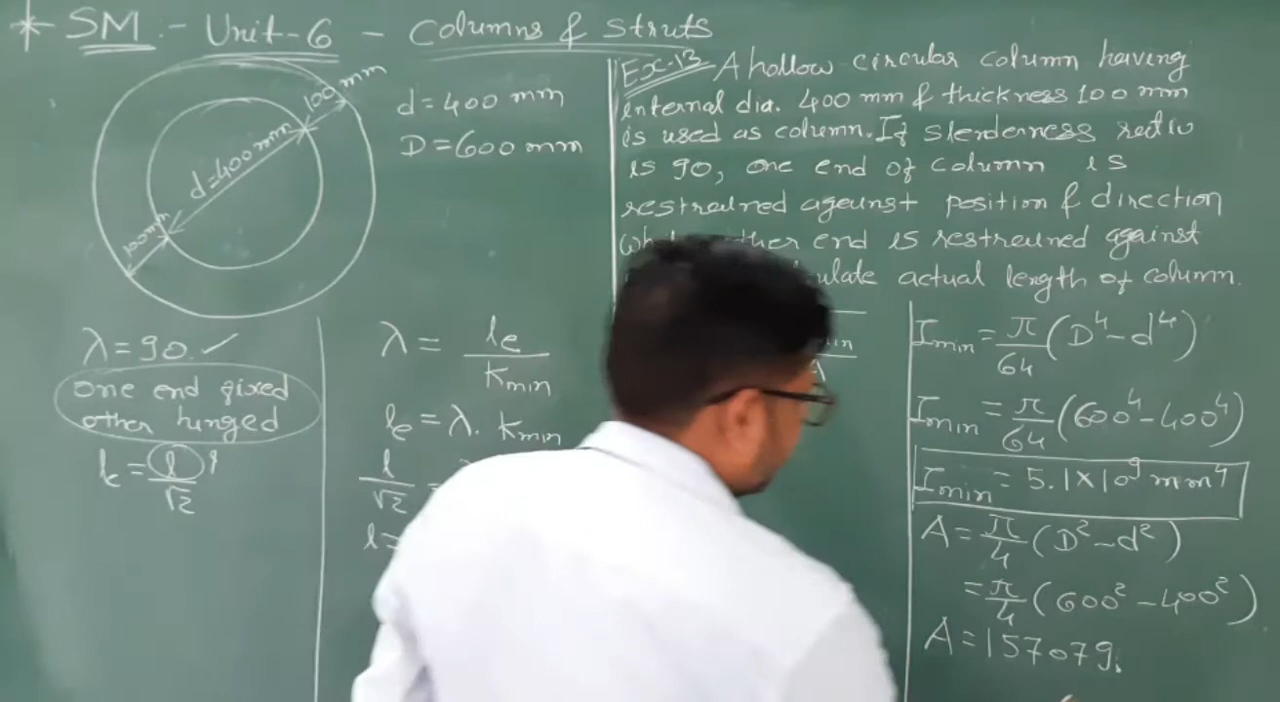 * SM :- Unit-6 - Columns & Struts
100 mm
d=400 mm
100mm
d = 400 mm
D = 600 mm
Ex-13 A hollow circular column having
internal dia. 400 mm & thickness 100 mm
is used as column. If slenderness ratio
is 90, one end of column is
restrained against position & direction
end is restrained against
actual length of column.
λ = 90. ✓
one end fixed
other hinged
le = l/√2
λ = le/Kmin
le = λ. Kmin
l/√2 =
l=
Imin = π/64 (D⁴-d⁴)
Imin = π/64 (600⁴-400⁴)
Imin = 5.1×10⁹ mm⁴
A = π/4 (D²-d²)
= π/4 (600²-400²)
A = 157079.